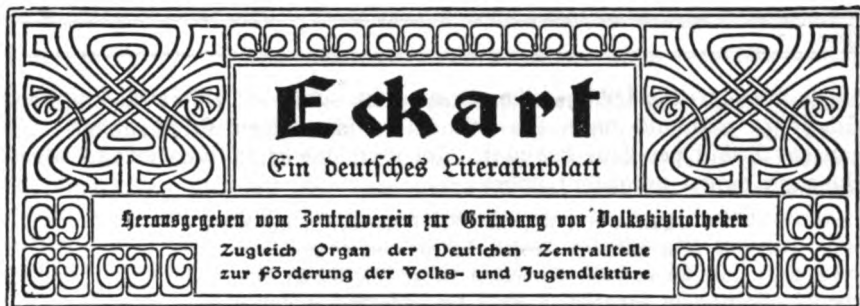 Eckart
Ein deutſches Literaturblatt
Herausgegeben vom Zentralverein zur Gründung von Volksbibliotheken
Zugleich Organ der Deutſchen Zentralſtelle
zur Förderung der Volks- und Jugendlektüre